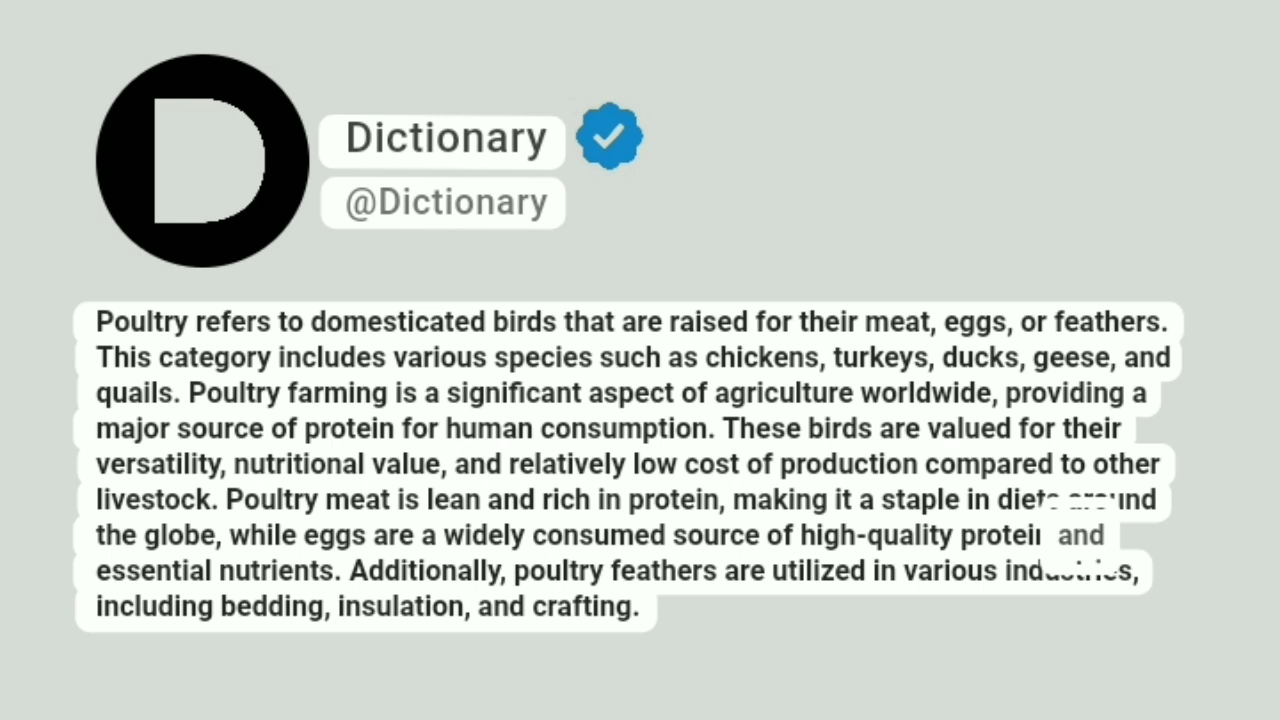 D
Dictionary
@Dictionary
Poultry refers to domesticated birds that are raised for their meat, eggs, or feathers.
This category includes various species such as chickens, turkeys, ducks, geese, and
quails. Poultry farming is a significant aspect of agriculture worldwide, providing a
major source of protein for human consumption. These birds are valued for their
versatility, nutritional value, and relatively low cost of production compared to other
livestock. Poultry meat is lean and rich in protein, making it a staple in diets around
the globe, while eggs are a widely consumed source of high-quality protein and
essential nutrients. Additionally, poultry feathers are utilized in various industries,
including bedding, insulation, and crafting.